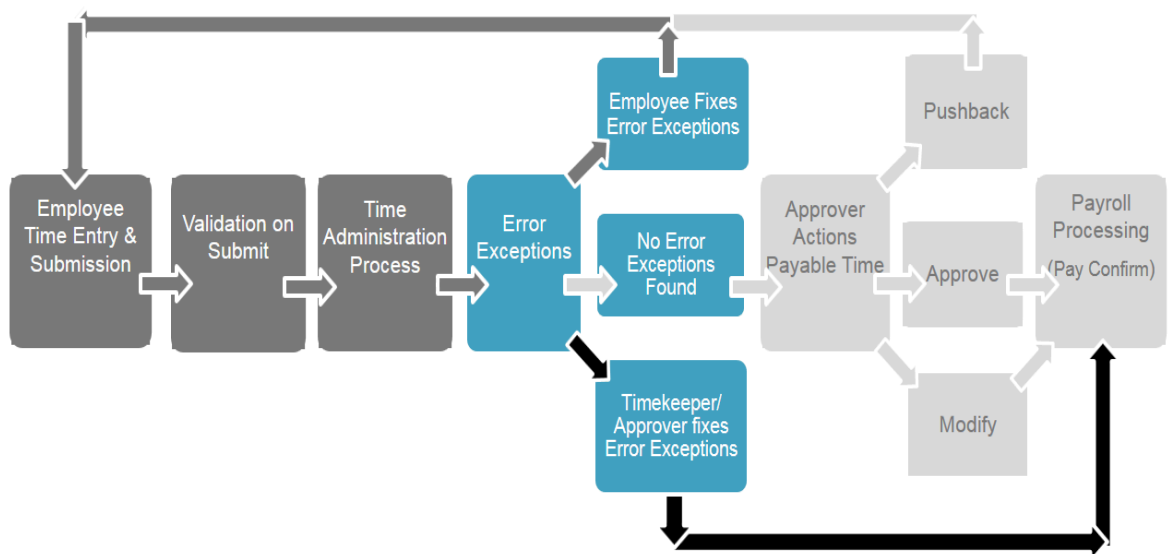 Employee
Time Entry &
Submission
Validation on
Submit
Time
Administration
Process
Error
Exceptions
Employee Fixes
Error Exceptions
No Error
Exceptions
Found
Timekeeper/
Approver fixes
Error Exceptions
Approver
Actions
Payable Time
Pushback
Approve
Modify
Payroll
Processing
(Pay Confirm)